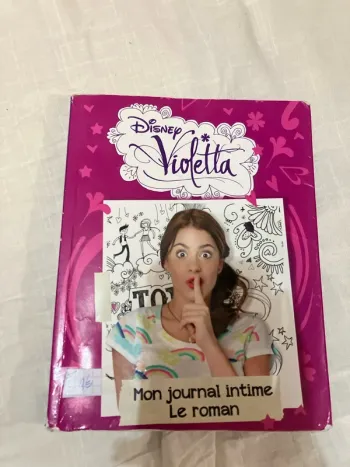 Disney
Violetta
Mon journal intime
Le roman